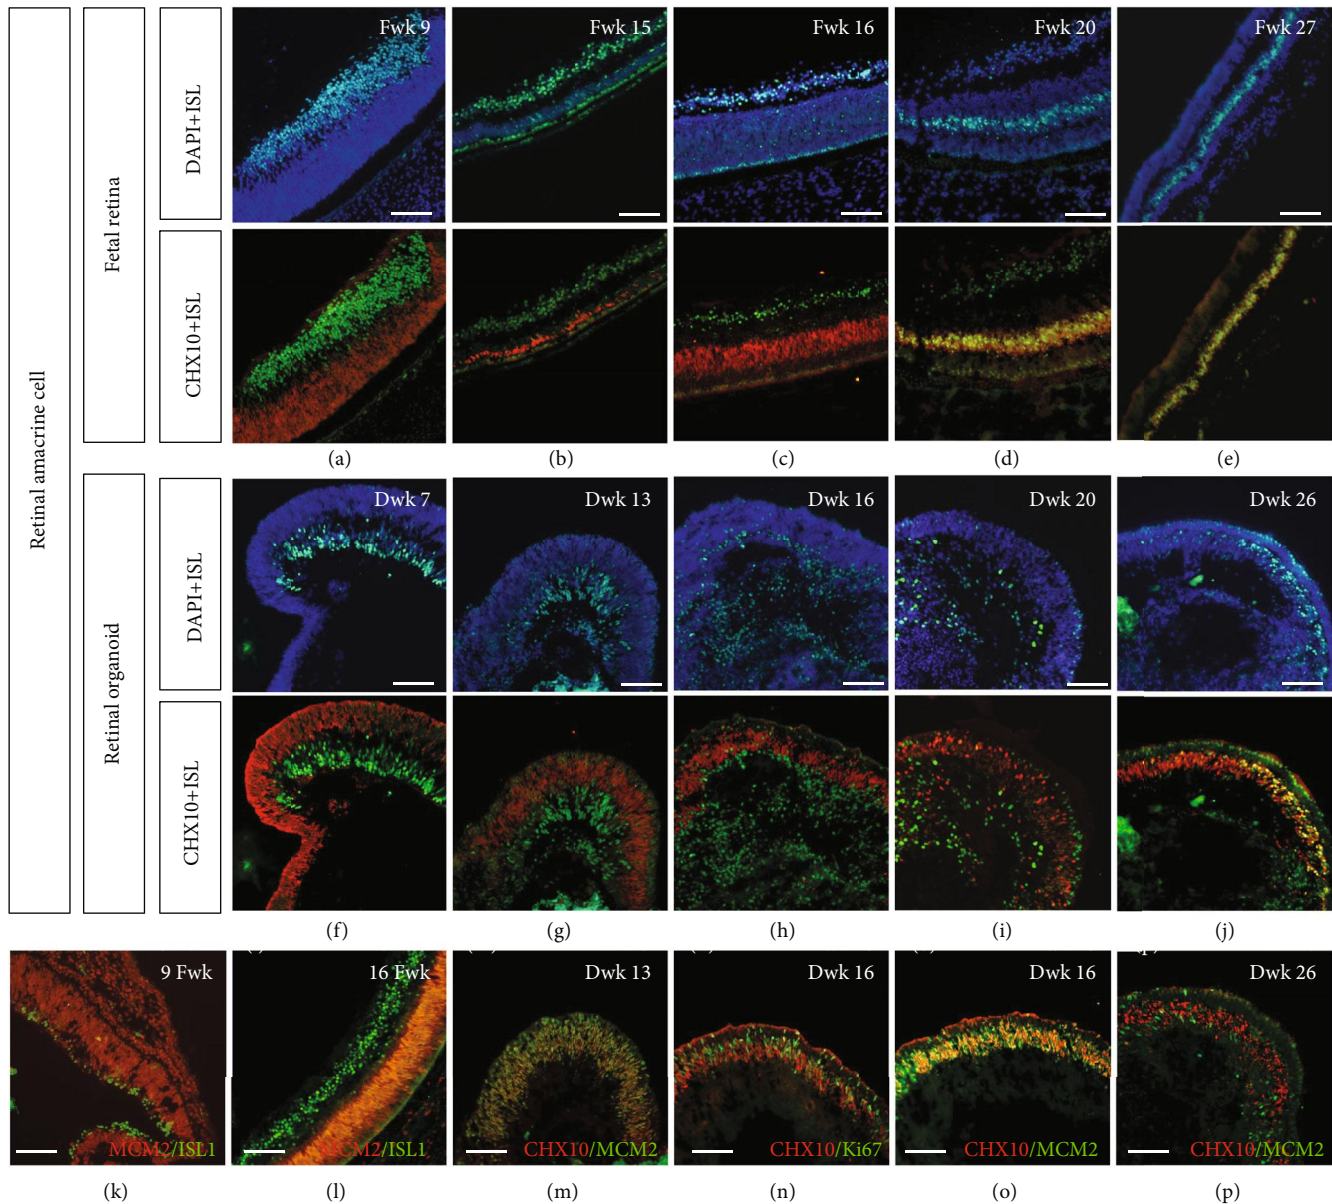 Retinal amacrine cell
Fetal retina
DAPI+ISL
Fwk 9
Fwk 15
Fwk 16
Fwk 20
Fwk 27
CHX10+ISL
(a)
(b)
(c)
(d)
(e)
Retinal organoid
DAPI+ISL
Dwk 7
Dwk 13
Dwk 16
Dwk 20
Dwk 26
CHX10+ISL
(f)
(g)
(h)
(i)
(j)
9 Fwk
16 Fwk
Dwk 13
Dwk 16
Dwk 16
Dwk 26
MCM2/ISL1
MCM2/ISL1
CHX10/MCM2
CHX10/Ki67
CHX10/MCM2
CHX10/MCM2
(k)
(l)
(m)
(n)
(o)
(p)